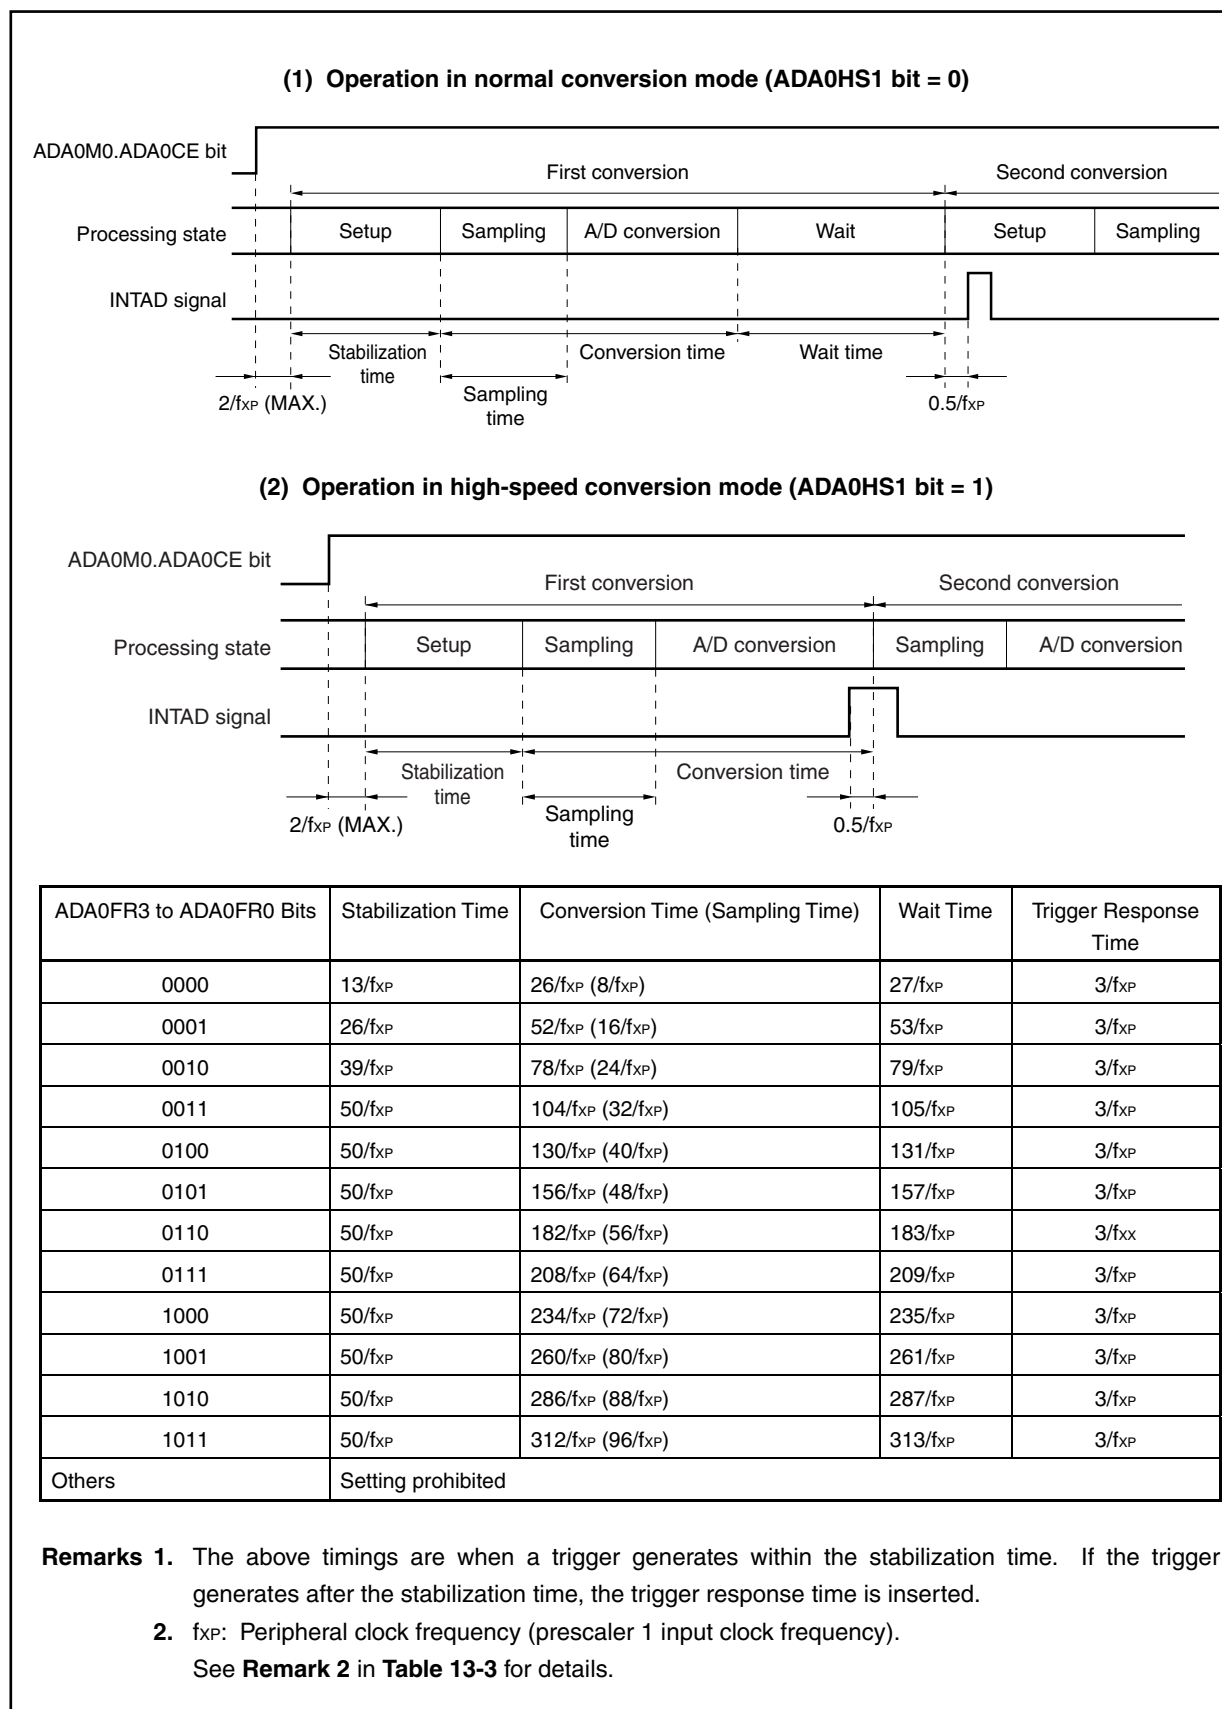 (1) Operation in normal conversion mode (ADA0HS1 bit = 0)
ADA0M0.ADA0CE bit
First conversion
Second conversion
Processing state
Setup
Sampling
A/D conversion
Wait
Setup
Sampling
INTAD signal
Stabilization
time
Conversion time
Wait time
2/fXP (MAX.)
Sampling
time
0.5/fXP
(2) Operation in high-speed conversion mode (ADA0HS1 bit = 1)
ADA0M0.ADA0CE bit
First conversion
Second conversion
Processing state
Setup
Sampling
A/D conversion
Sampling
A/D conversion
INTAD signal
Stabilization
time
Conversion time
2/fXP (MAX.)
Sampling
time
0.5/fXP
ADA0FR3 to ADA0FR0 Bits Stabilization Time Conversion Time (Sampling Time) Wait Time Trigger Response
Time
0000 13/fXP 26/fXP (8/fXP) 27/fXP 3/fXP
0001 26/fXP 52/fXP (16/fXP) 53/fXP 3/fXP
0010 39/fXP 78/fXP (24/fXP) 79/fXP 3/fXP
0011 50/fXP 104/fXP (32/fXP) 105/fXP 3/fXP
0100 50/fXP 130/fXP (40/fXP) 131/fXP 3/fXP
0101 50/fXP 156/fXP (48/fXP) 157/fXP 3/fXP
0110 50/fXP 182/fXP (56/fXP) 183/fXP 3/fXX
0111 50/fXP 208/fXP (64/fXP) 209/fXP 3/fXP
1000 50/fXP 234/fXP (72/fXP) 235/fXP 3/fXP
1001 50/fXP 260/fXP (80/fXP) 261/fXP 3/fXP
1010 50/fXP 286/fXP (88/fXP) 287/fXP 3/fXP
1011 50/fXP 312/fXP (96/fXP) 313/fXP 3/fXP
Others Setting prohibited
Remarks 1. The above timings are when a trigger generates within the stabilization time. If the trigger
generates after the stabilization time, the trigger response time is inserted.
2. fXP: Peripheral clock frequency (prescaler 1 input clock frequency).
See Remark 2 in Table 13-3 for details.